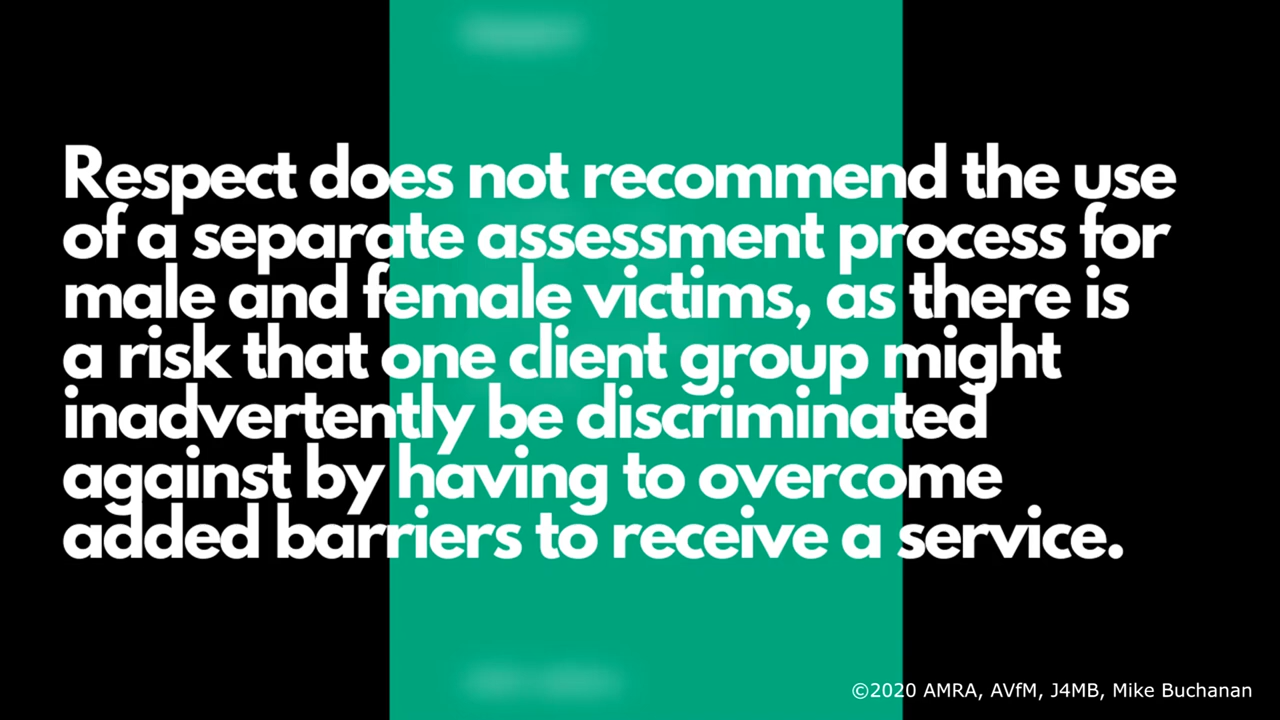 Respect does not recommend the use
of a separate assessment process for
male and female victims, as there is
a risk that one client group might
inadvertently be discriminated
against by having to overcome
added barriers to receive a service.
©2020 AMRA, AVfM, J4MB, Mike Buchanan